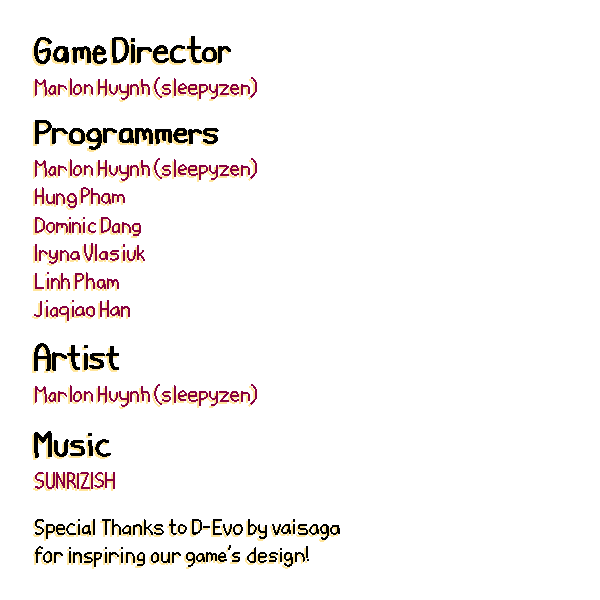 Game Director
Marlon Huynh (sleepyzen)
Programmers
Marlon Huynh (sleepyzen)
Hung Pham
Dominic Dang
Iryna Vlasiuk
Linh Pham
Jiaqiao Han
Artist
Marlon Huynh (sleepyzen)
Music
SUNRIZISH
Special Thanks to D-Evo by vaisaga
for inspiring our game's design!